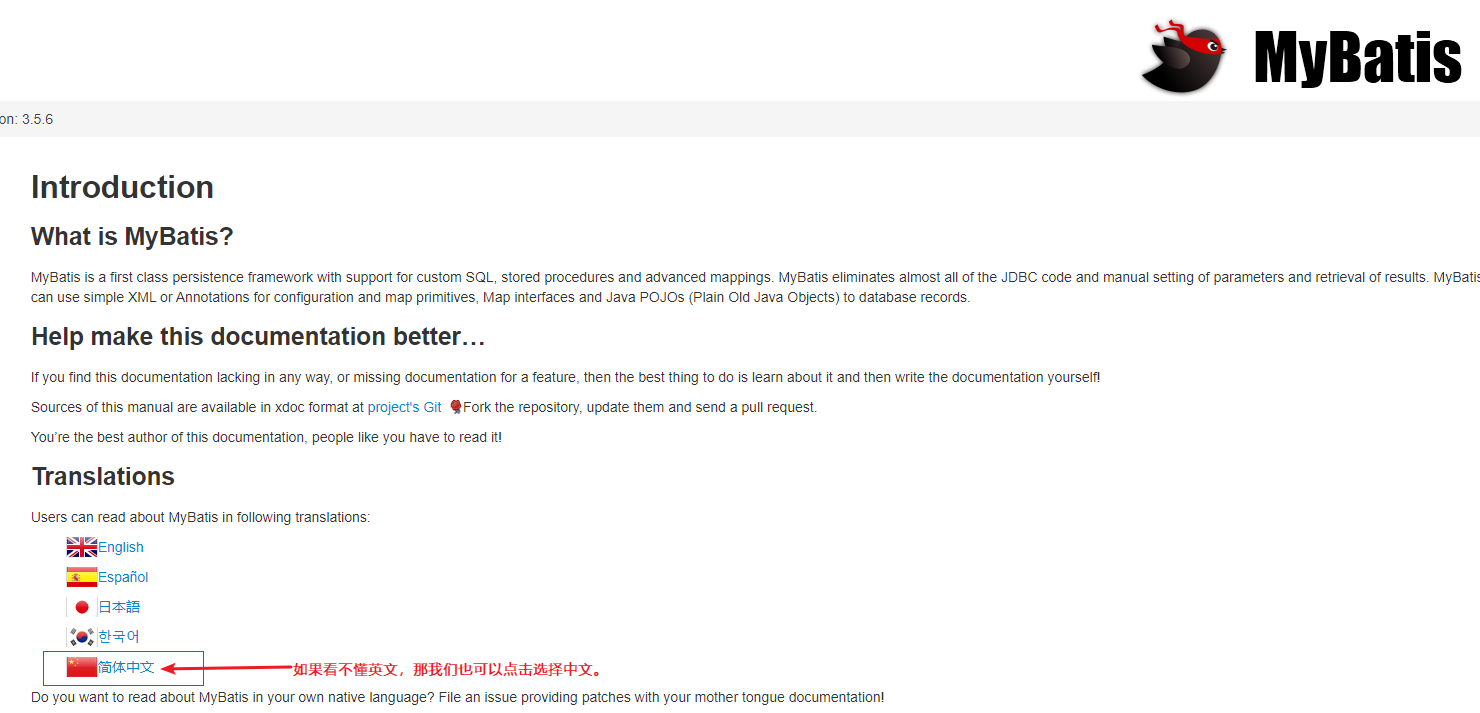 MyBatis
on: 3.5.6
Introduction
What is MyBatis?
MyBatis is a first class persistence framework with support for custom SQL, stored procedures and advanced mappings. MyBatis eliminates almost all of the JDBC code and manual setting of parameters and retrieval of results. MyBatis
can use simple XML or Annotations for configuration and map primitives, Map interfaces and Java POJOs (Plain Old Java Objects) to database records.
Help make this documentation better…
If you find this documentation lacking in any way, or missing documentation for a feature, then the best thing to do is learn about it and then write the documentation yourself!
Sources of this manual are available in xdoc format at project's Git Fork the repository, update them and send a pull request.
You’re the best author of this documentation, people like you have to read it!
Translations
Users can read about MyBatis in following translations:
English
Español
日本語
한국어
简体中文 如果看不懂英文，那我们也可以点击选择中文。
Do you want to read about MyBatis in your own native language? File an issue providing patches with your mother tongue documentation!